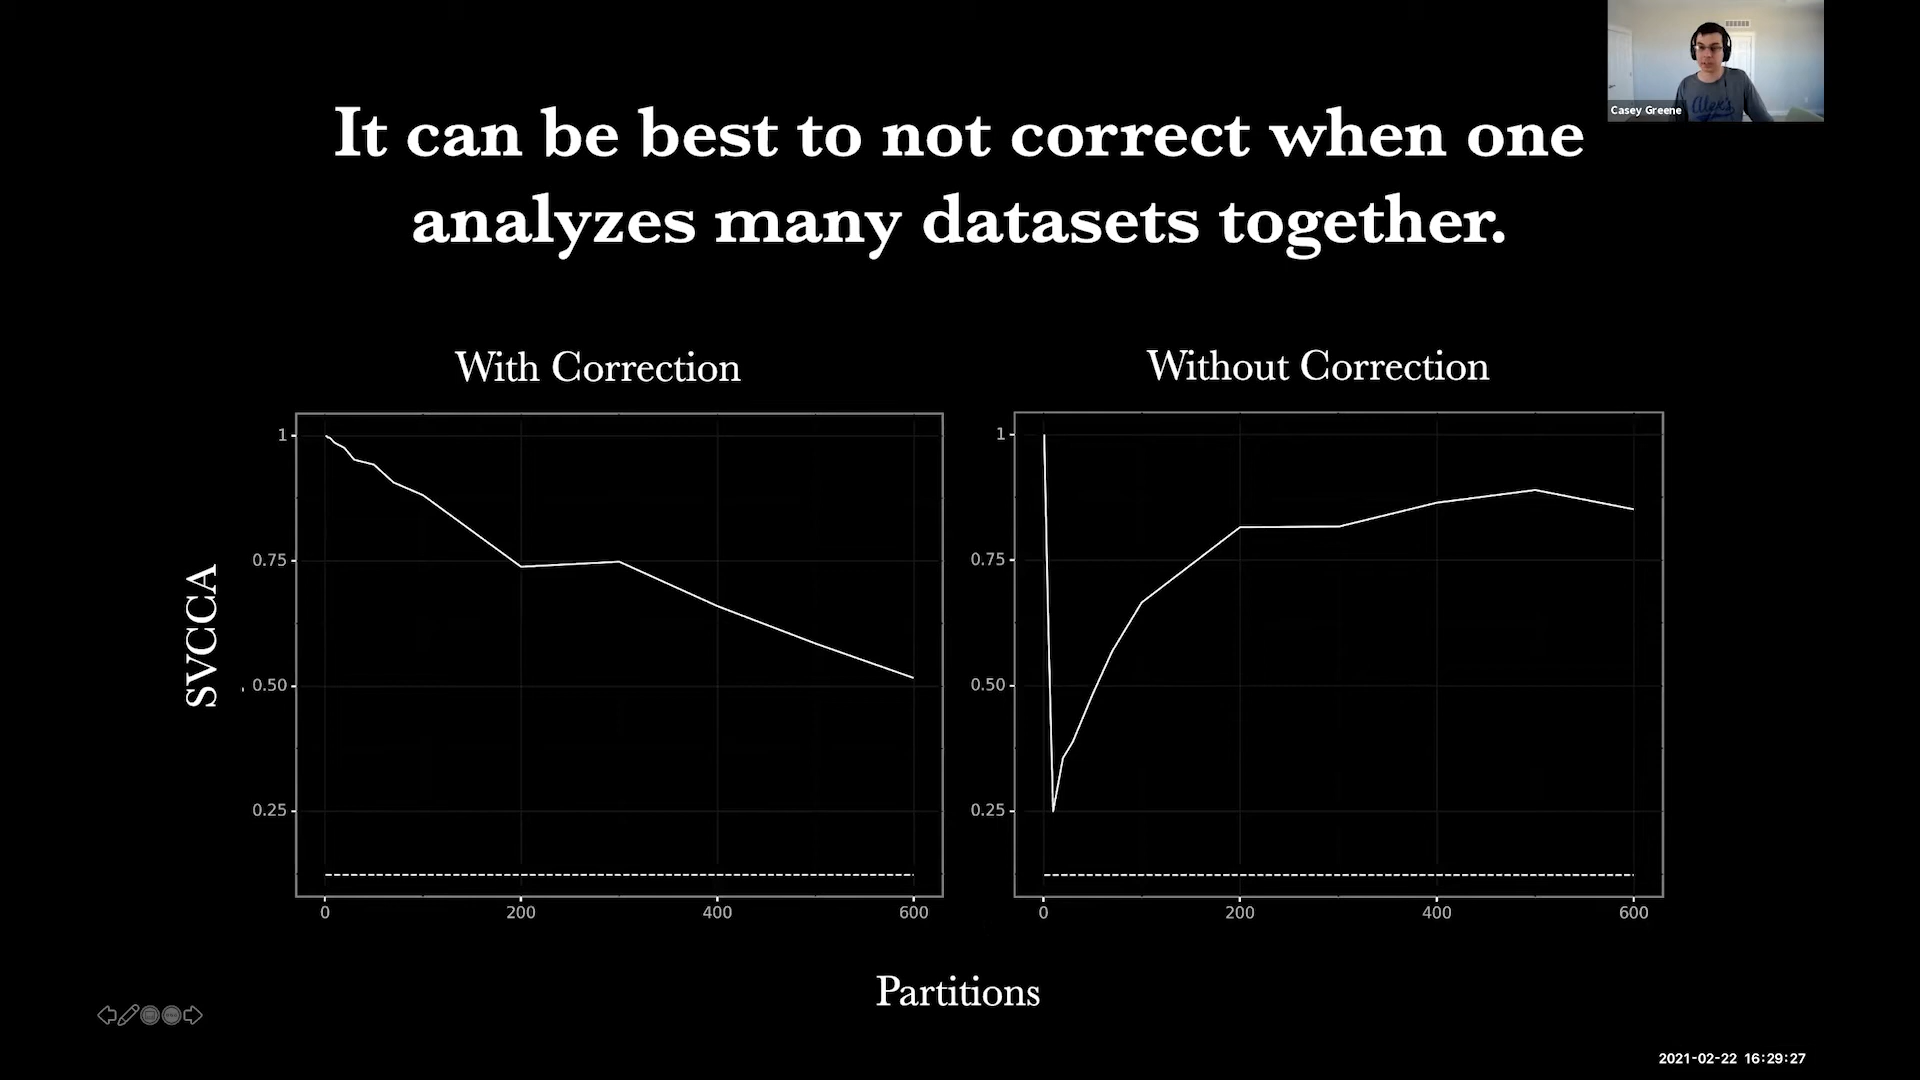 It can be best to not correct when one
analyzes many datasets together.
Casey Greene
With Correction
Without Correction
SVCCA
1
0.75
0.50
0.25
0
200
400
600
1
0.75
0.50
0.25
0
200
400
600
Partitions
2021-02-22 16:29:27